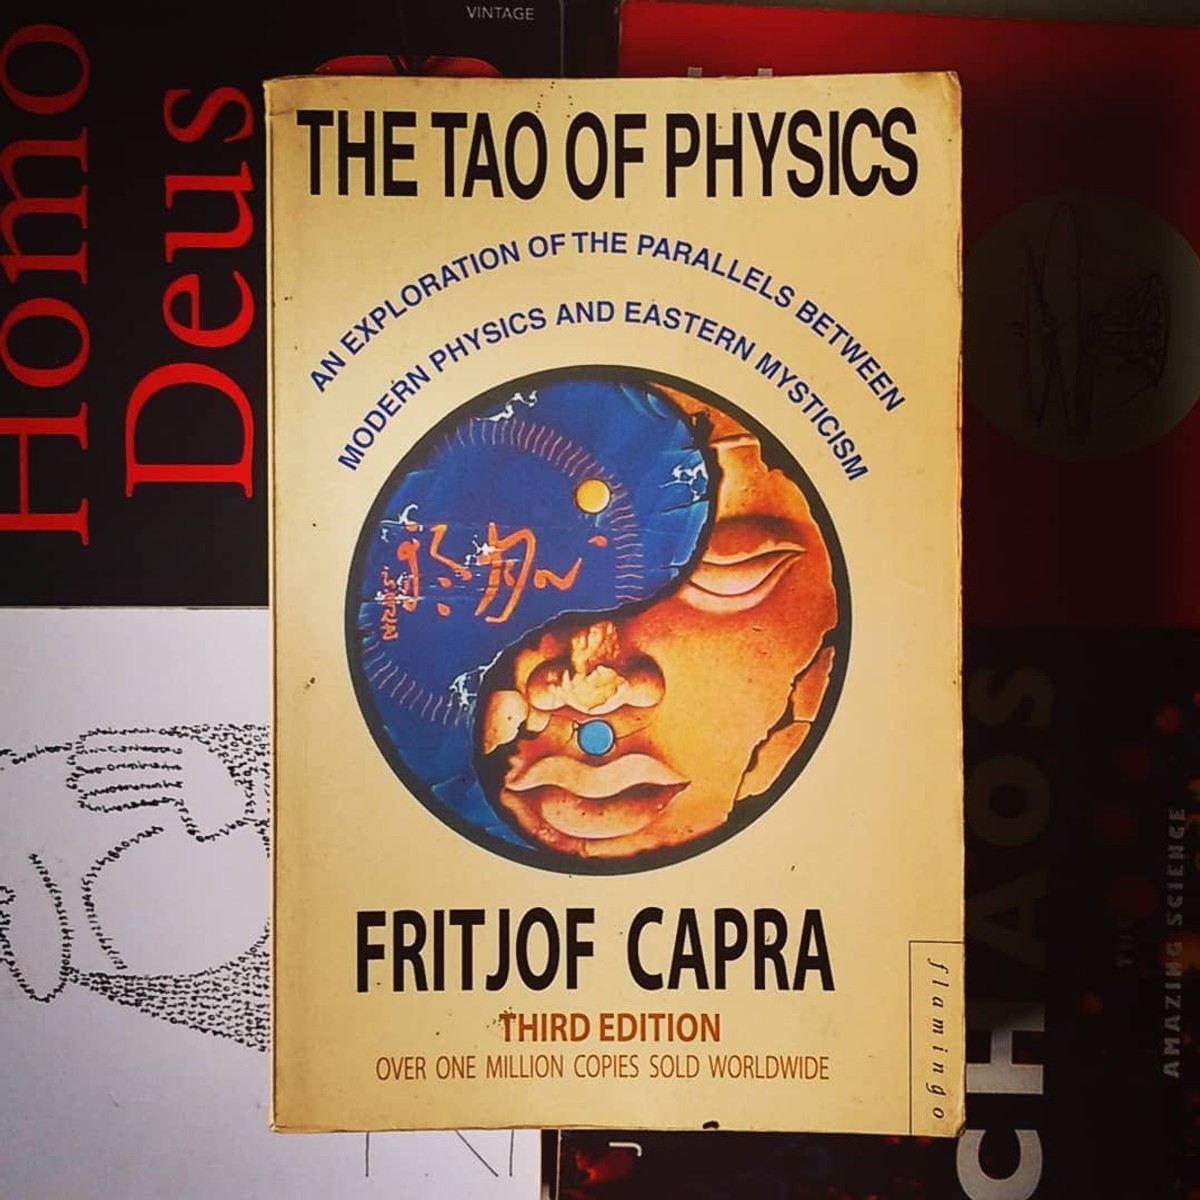 VINTAGE
Homo
Deus
THE TAO OF PHYSICS
AN EXPLORATION OF THE PARALLELS BETWEEN
MODERN PHYSICS AND EASTERN MYSTICISM
FRITJOF CAPRA
THIRD EDITION
OVER ONE MILLION COPIES SOLD WORLDWIDE
flamingo
CHAOS
AMAZING SCIENCE